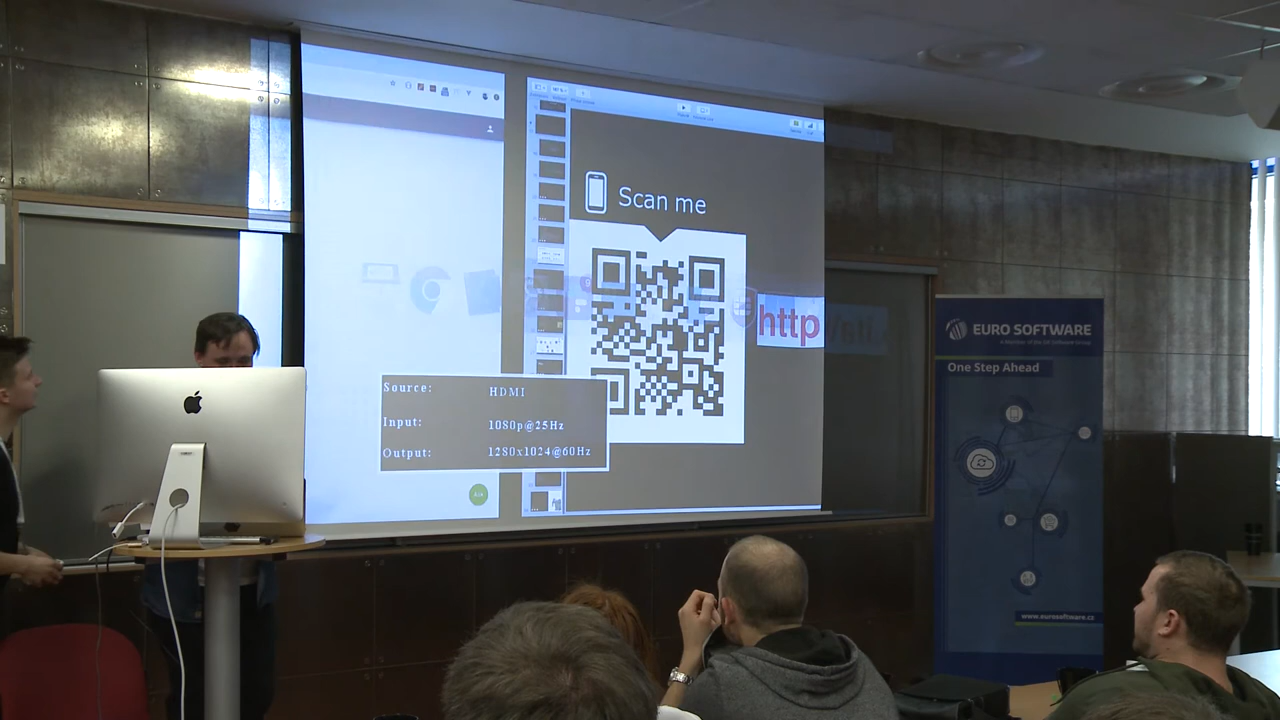 Scan me
http
Source: HDMI
Input: 1080p@25Hz
Output: 1280x1024@60Hz
EURO SOFTWARE
One Step Ahead
www.eurosoftware.cz